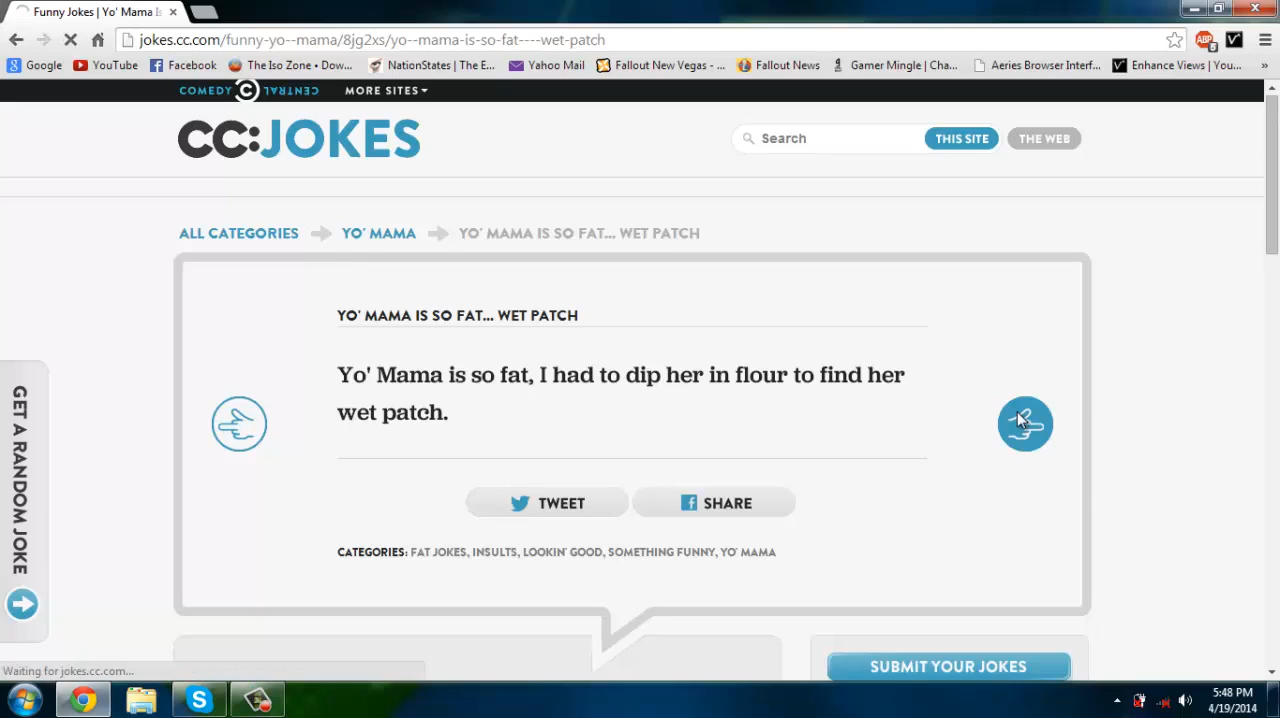 Funny Jokes | Yo' Mama Is
jokes.cc.com/funny-yo--mama/8jg2xs/yo--mama-is-so-fat----wet-patch
ABP 5
Google YouTube Facebook The Iso Zone • Dow... NationStates | The E... Yahoo Mail Fallout New Vegas - ... Fallout News Gamer Mingle | Cha... Aeries Browser Interf... Enhance Views | You... »
COMEDY CENTRAL MORE SITES
CC:JOKES
Search THIS SITE THE WEB
ALL CATEGORIES YO' MAMA YO' MAMA IS SO FAT... WET PATCH
YO' MAMA IS SO FAT... WET PATCH
Yo' Mama is so fat, I had to dip her in flour to find her
wet patch.
GET A RANDOM JOKE
TWEET SHARE
CATEGORIES: FAT JOKES, INSULTS, LOOKIN' GOOD, SOMETHING FUNNY, YO' MAMA
SUBMIT YOUR JOKES
Waiting for jokes.cc.com...
5:48 PM
4/19/2014